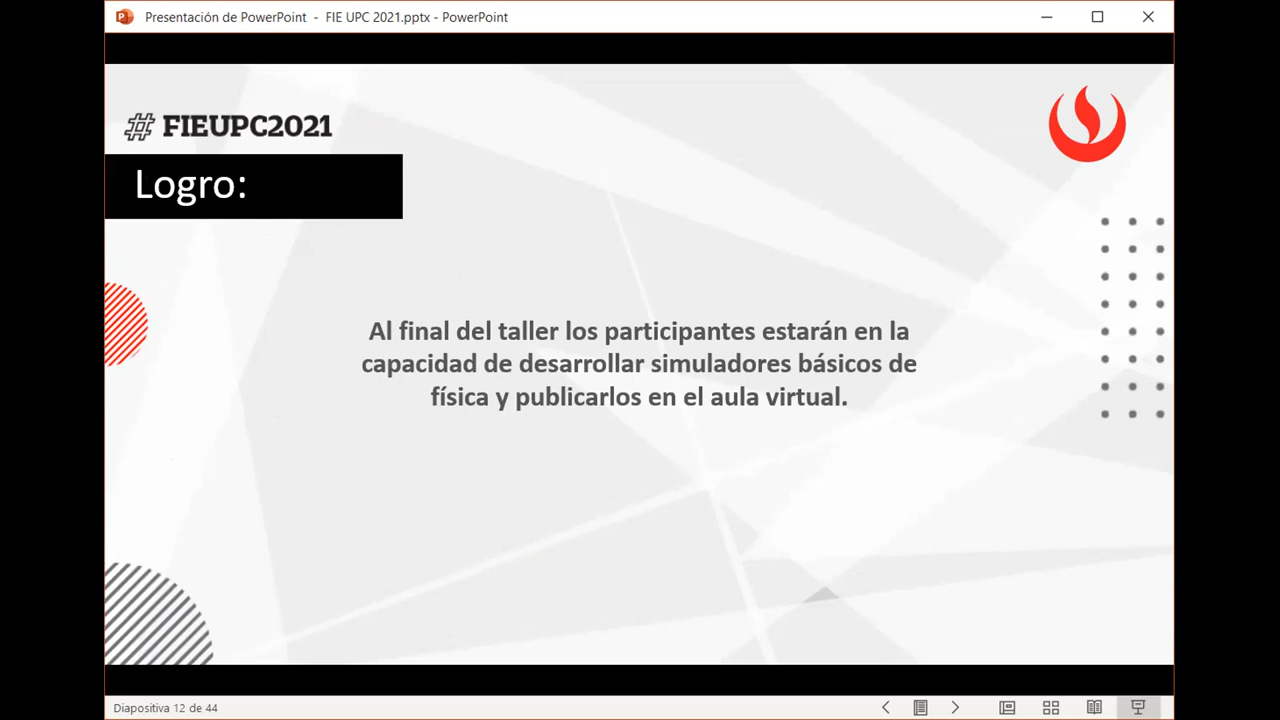 Presentación de PowerPoint - FIE UPC 2021.pptx - PowerPoint
# FIEUPC2021
Logro:
Al final del taller los participantes estarán en la
capacidad de desarrollar simuladores básicos de
física y publicarlos en el aula virtual.
Diapositiva 12 de 44